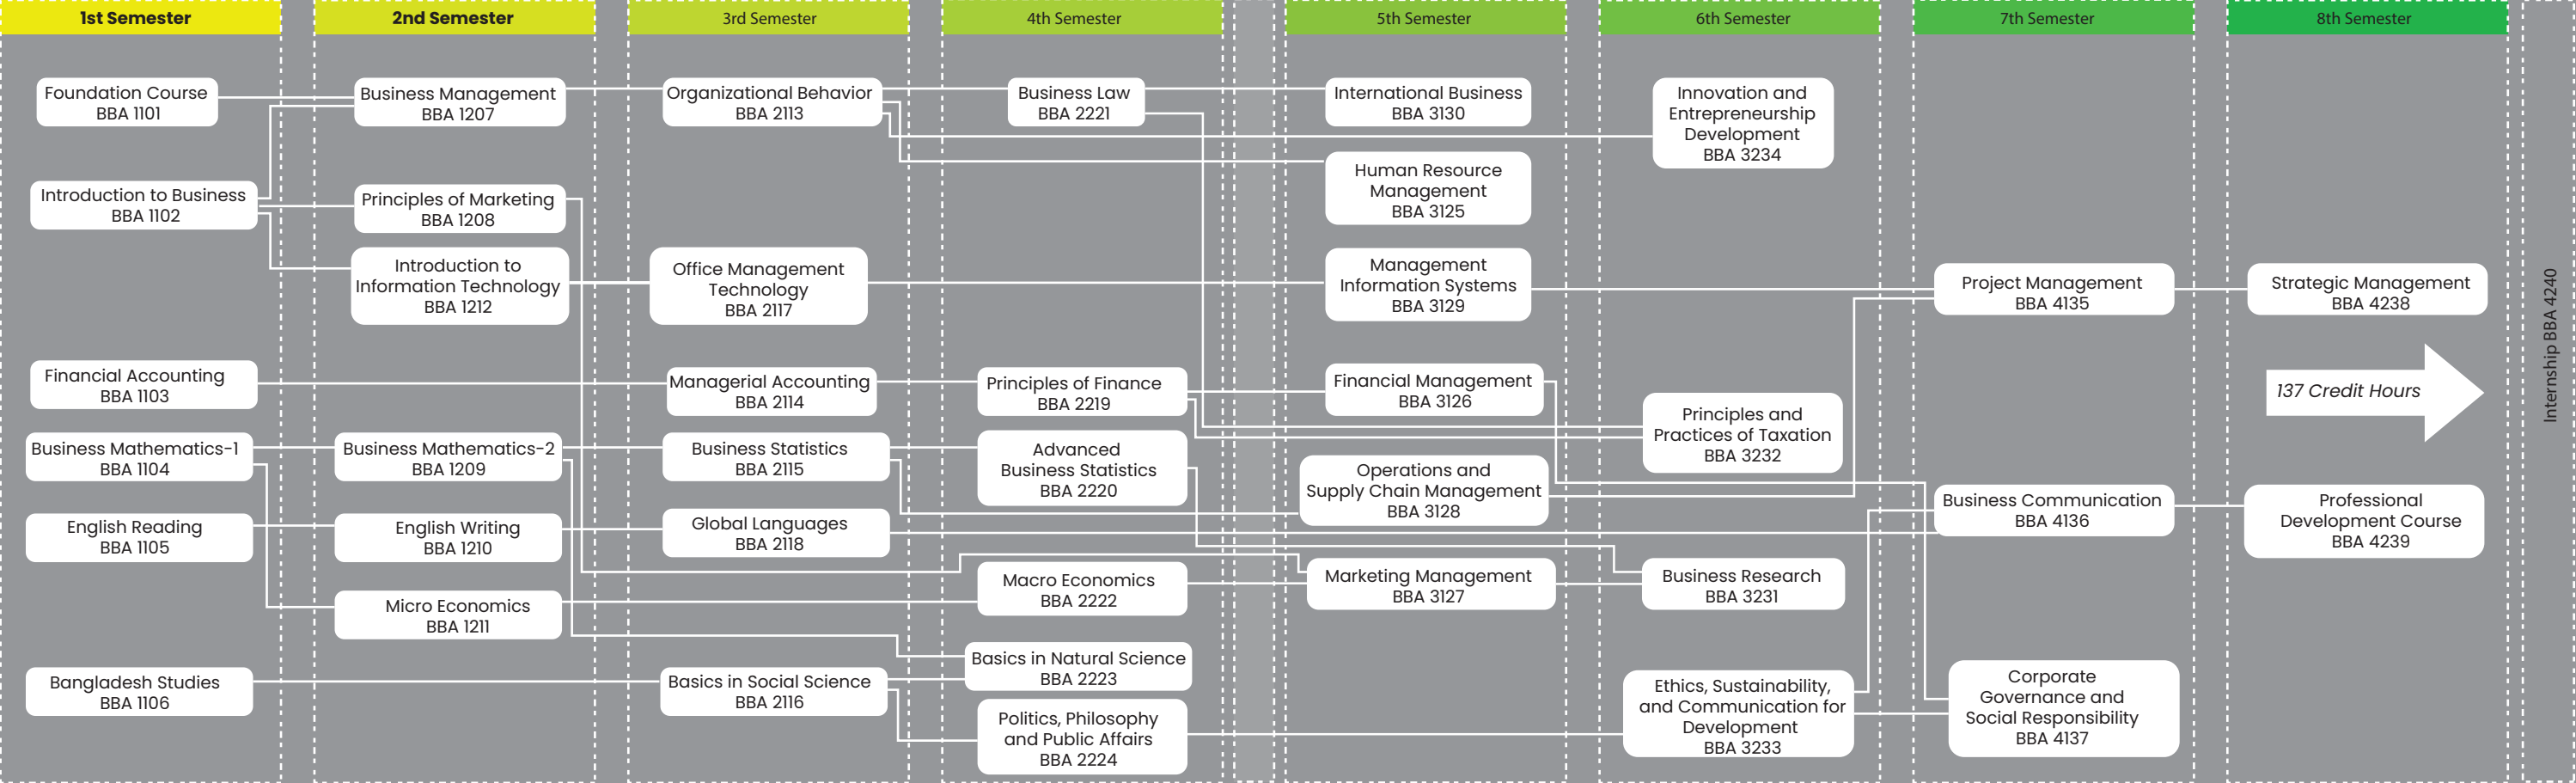 1st Semester
Foundation Course
BBA 1101
Introduction to Business
BBA 1102
Financial Accounting
BBA 1103
Business Mathematics-1
BBA 1104
English Reading
BBA 1105
Bangladesh Studies
BBA 1106
2nd Semester
Business Management
BBA 1207
Principles of Marketing
BBA 1208
Introduction to
Information Technology
BBA 1212
Business Mathematics-2
BBA 1209
English Writing
BBA 1210
Micro Economics
BBA 1211
3rd Semester
Organizational Behavior
BBA 2113
Office Management
Technology
BBA 2117
Managerial Accounting
BBA 2114
Business Statistics
BBA 2115
Global Languages
BBA 2118
Basics in Social Science
BBA 2116
4th Semester
Business Law
BBA 2221
Principles of Finance
BBA 2219
Advanced
Business Statistics
BBA 2220
Macro Economics
BBA 2222
Basics in Natural Science
BBA 2223
Politics, Philosophy
and Public Affairs
BBA 2224
5th Semester
International Business
BBA 3130
Human Resource
Management
BBA 3125
Management
Information Systems
BBA 3129
Financial Management
BBA 3126
Operations and
Supply Chain Management
BBA 3128
Marketing Management
BBA 3127
6th Semester
Innovation and
Entrepreneurship
Development
BBA 3234
Principles and
Practices of Taxation
BBA 3232
Business Research
BBA 3231
Ethics, Sustainability,
and Communication for
Development
BBA 3233
7th Semester
Project Management
BBA 4135
Business Communication
BBA 4136
Corporate
Governance and
Social Responsibility
BBA 4137
8th Semester
Strategic Management
BBA 4238
137 Credit Hours
Professional
Development Course
BBA 4239
Internship BBA 4240